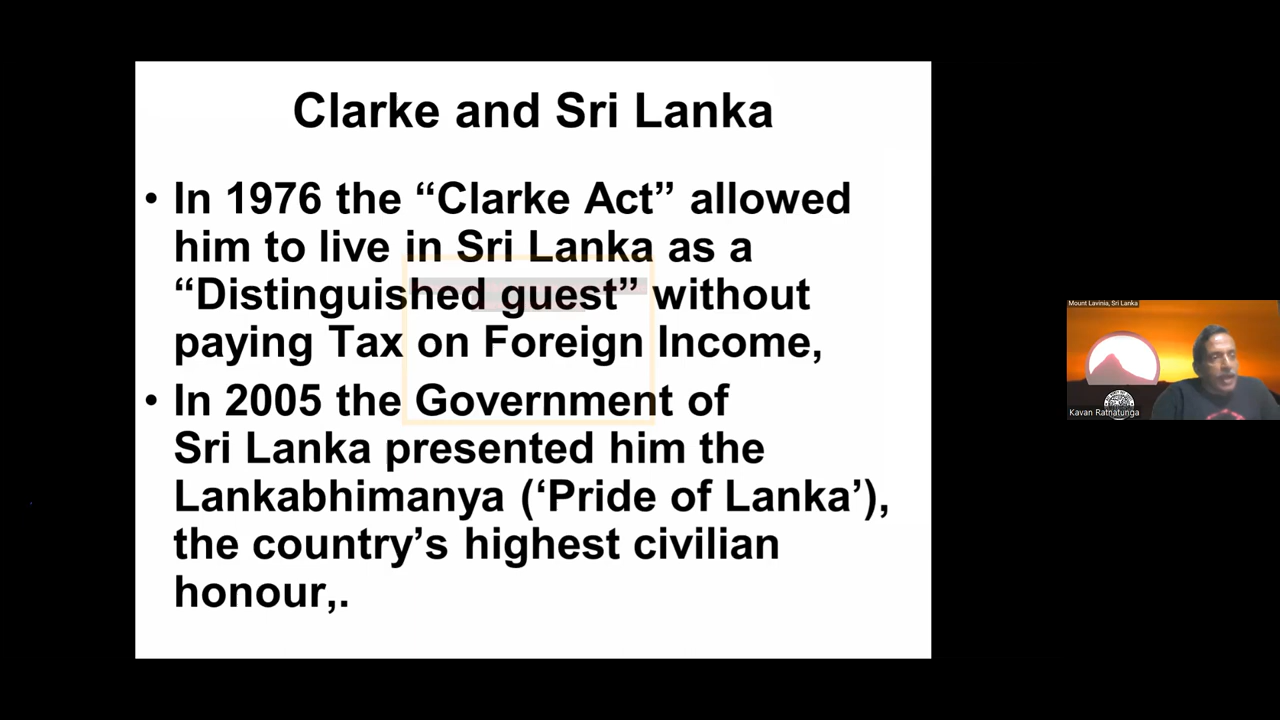 Clarke and Sri Lanka
• In 1976 the “Clarke Act” allowed
him to live in Sri Lanka as a
“Distinguished guest” without
paying Tax on Foreign Income,
• In 2005 the Government of
Sri Lanka presented him the
Lankabhimanya (‘Pride of Lanka’),
the country’s highest civilian
honour,.
Mount Lavinia, Sri Lanka
Kavan Ratnatunga